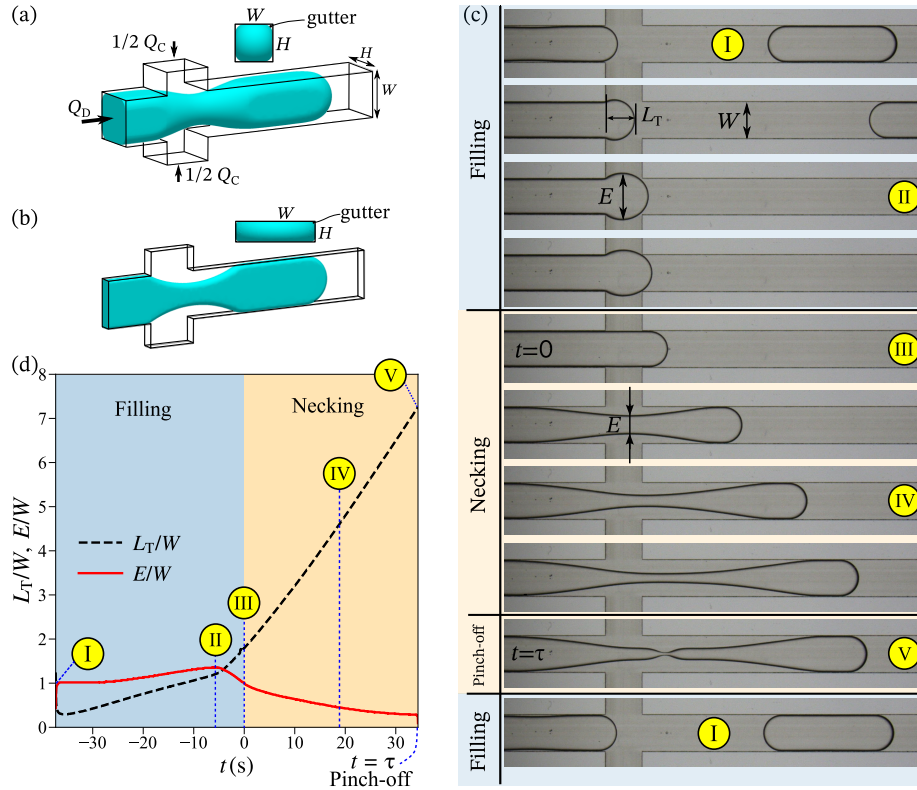 (a)
W
gutter
H
1/2 Q_C
H
W
Q_D
1/2 Q_C
(b)
W
gutter
H
(c)
Filling
I
L_T
W
E
II
Necking
t=0
III
E
IV
Pinch-off
t=τ
V
Filling
I
(d)
L_T/W, E/W
8
7
6
5
4
3
2
1
0
Filling
Necking
V
IV
L_T/W
E/W
III
II
I
−30
−20
−10
0
10
20
30
t (s)
t = τ
Pinch-off